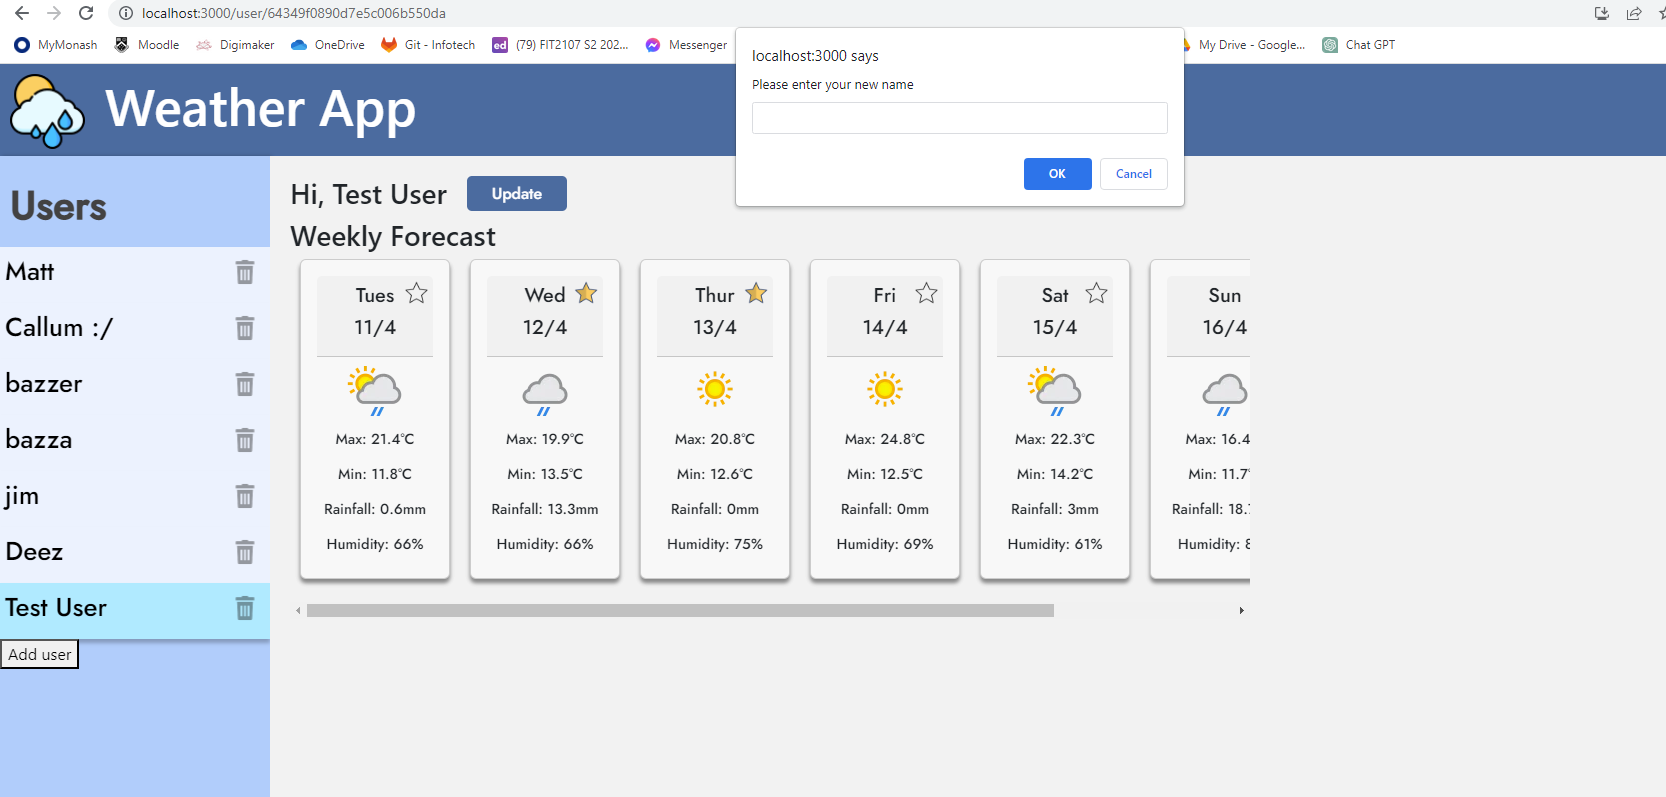 localhost:3000/user/64349f0890d7e5c006b550da
MyMonash Moodle Digimaker OneDrive Git - Infotech ed (79) FIT2107 S2 202... Messenger My Drive - Google... Chat GPT
localhost:3000 says
Please enter your new name
OK Cancel
Weather App
Users
Matt
Callum :/
bazzer
bazza
jim
Deez
Test User
Add user
Hi, Test User Update
Weekly Forecast
Tues
11/4
Max: 21.4°C
Min: 11.8°C
Rainfall: 0.6mm
Humidity: 66%
Wed
12/4
Max: 19.9°C
Min: 13.5°C
Rainfall: 13.3mm
Humidity: 66%
Thur
13/4
Max: 20.8°C
Min: 12.6°C
Rainfall: 0mm
Humidity: 75%
Fri
14/4
Max: 24.8°C
Min: 12.5°C
Rainfall: 0mm
Humidity: 69%
Sat
15/4
Max: 22.3°C
Min: 14.2°C
Rainfall: 3mm
Humidity: 61%
Sun
16/4
Max: 16.4
Min: 11.7
Rainfall: 18.
Humidity: